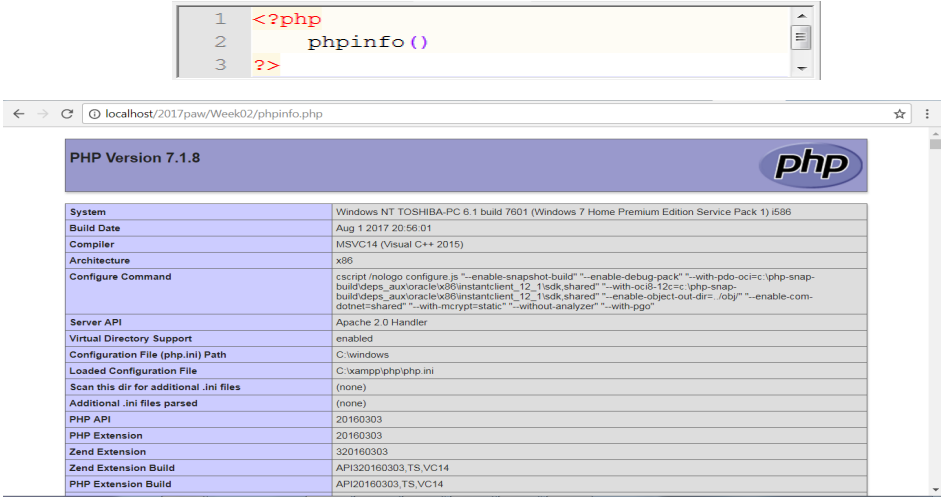 1 <?php
2 phpinfo()
3 ?>
localhost/2017paw/Week02/phpinfo.php
PHP Version 7.1.8
php
System Windows NT TOSHIBA-PC 6.1 build 7601 (Windows 7 Home Premium Edition Service Pack 1) i586
Build Date Aug 1 2017 20:56:01
Compiler MSVC14 (Visual C++ 2015)
Architecture x86
Configure Command cscript /nologo configure.js "--enable-snapshot-build" "--enable-debug-pack" "--with-pdo-oci=c:\php-snap-
build\deps_aux\oracle\x86\instantclient_12_1\sdk,shared" "--with-oci8-12c=c:\php-snap-
build\deps_aux\oracle\x86\instantclient_12_1\sdk,shared" "--enable-object-out-dir=../obj/" "--enable-com-
dotnet=shared" "--with-mcrypt=static" "--without-analyzer" "--with-pgo"
Server API Apache 2.0 Handler
Virtual Directory Support enabled
Configuration File (php.ini) Path C:\windows
Loaded Configuration File C:\xampp\php\php.ini
Scan this dir for additional .ini files (none)
Additional .ini files parsed (none)
PHP API 20160303
PHP Extension 20160303
Zend Extension 320160303
Zend Extension Build API320160303,TS,VC14
PHP Extension Build API20160303,TS,VC14